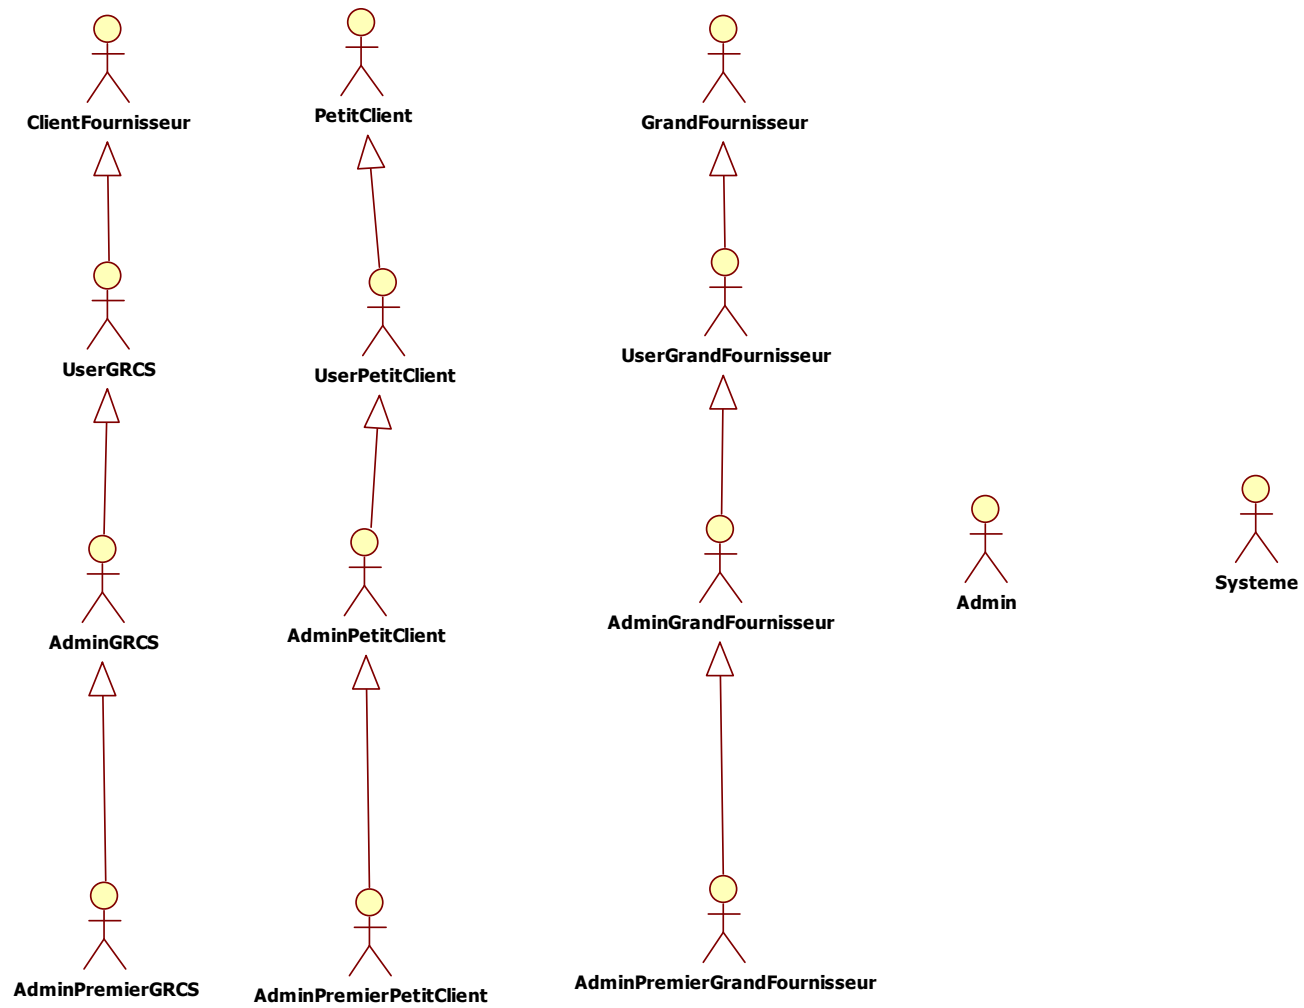 ClientFournisseur
PetitClient
GrandFournisseur
UserGRCS
UserPetitClient
UserGrandFournisseur
Admin
Systeme
AdminGRCS
AdminPetitClient
AdminGrandFournisseur
AdminPremierGRCS
AdminPremierPetitClient
AdminPremierGrandFournisseur